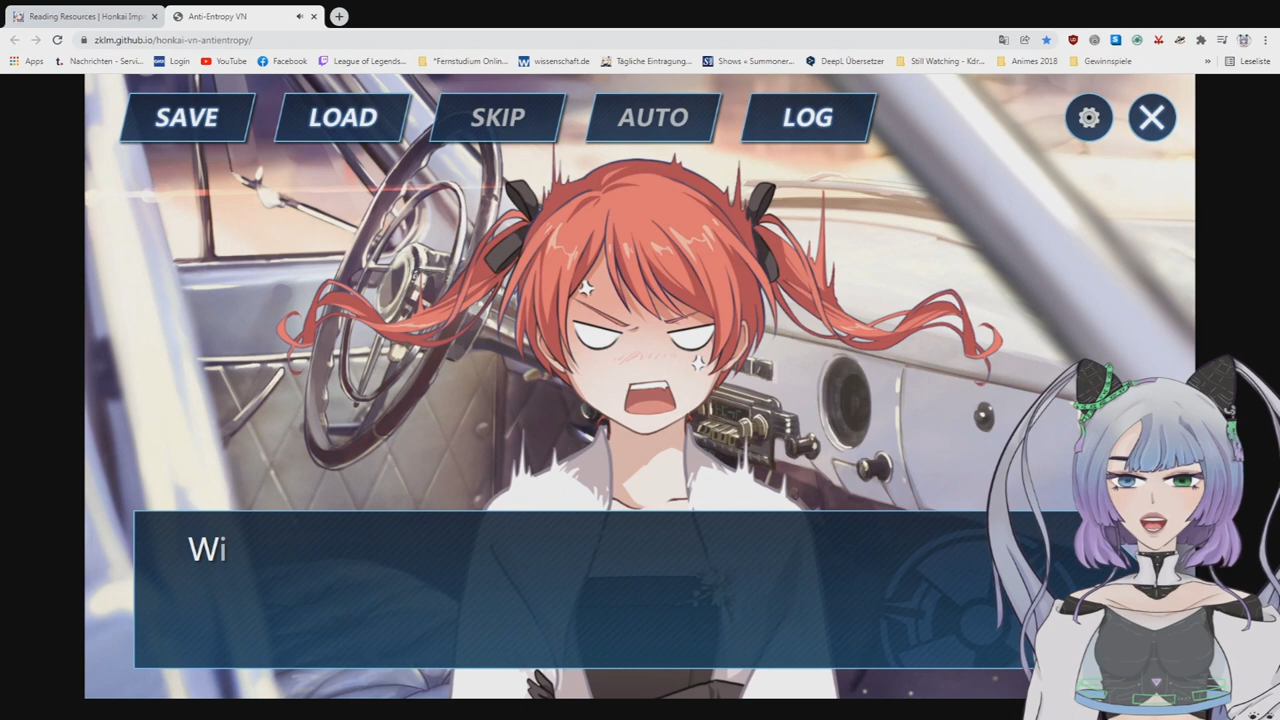 Reading Resources | Honkai Imp
Anti-Entropy VN
zklm.github.io/honkai-vn-antientropy/
Apps
Nachrichten - Servi...
Login
YouTube
Facebook
League of Legends...
*Fernstudium Onlin...
wissenschaft.de
Tägliche Eintragung...
Shows « Summoner...
DeepL Übersetzer
Still Watching - Kdr...
Animes 2018
Gewinnspiele
»
Leseliste
SAVE
LOAD
SKIP
AUTO
LOG
Wi